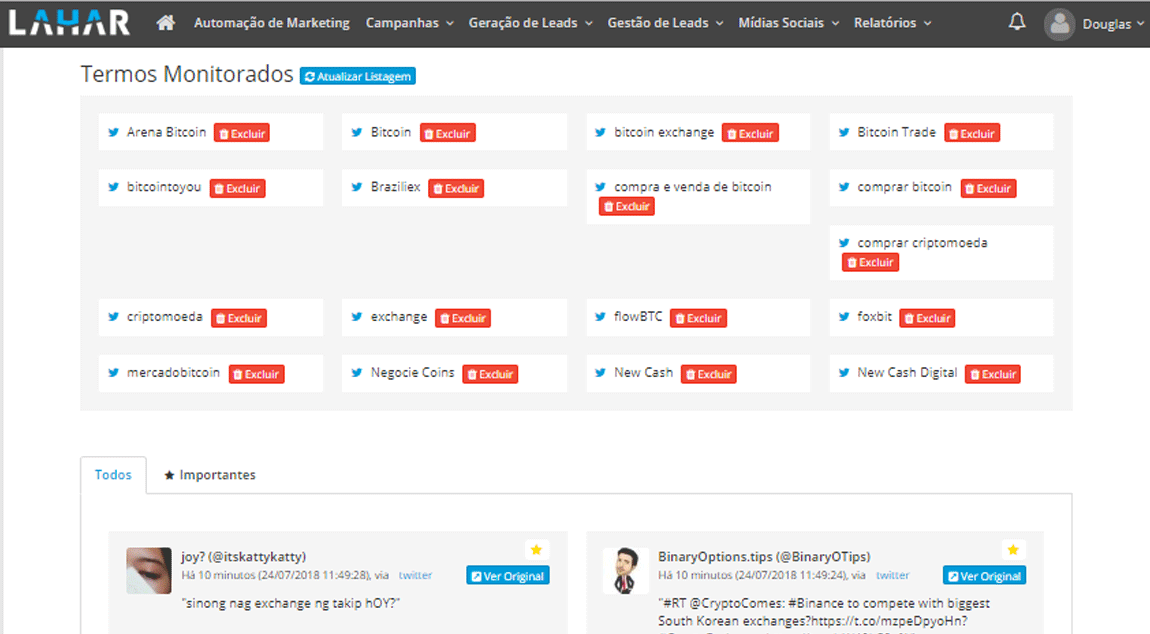 LAHAR Automação de Marketing Campanhas Geração de Leads Gestão de Leads Mídias Sociais Relatórios Douglas
Termos Monitorados Atualizar Listagem
Arena Bitcoin Excluir Bitcoin Excluir bitcoin exchange Excluir Bitcoin Trade Excluir
bitcointoyou Excluir Braziliex Excluir compra e venda de bitcoin comprar bitcoin Excluir
Excluir
comprar criptomoeda
Excluir
criptomoeda Excluir exchange Excluir flowBTC Excluir foxbit Excluir
mercadobitcoin Excluir Negocie Coins Excluir New Cash Excluir New Cash Digital Excluir
Todos Importantes
joy? (@itskattykatty)
Há 10 minutos (24/07/2018 11:49:28), via twitter Ver Original
"sinong nag exchange ng takip hOY?"
BinaryOptions.tips (@BinaryOTips)
Há 10 minutos (24/07/2018 11:49:24), via twitter Ver Original
"#RT @CryptoComes: #Binance to compete with biggest
South Korean exchanges?https://t.co/mzpeDpyoHn?